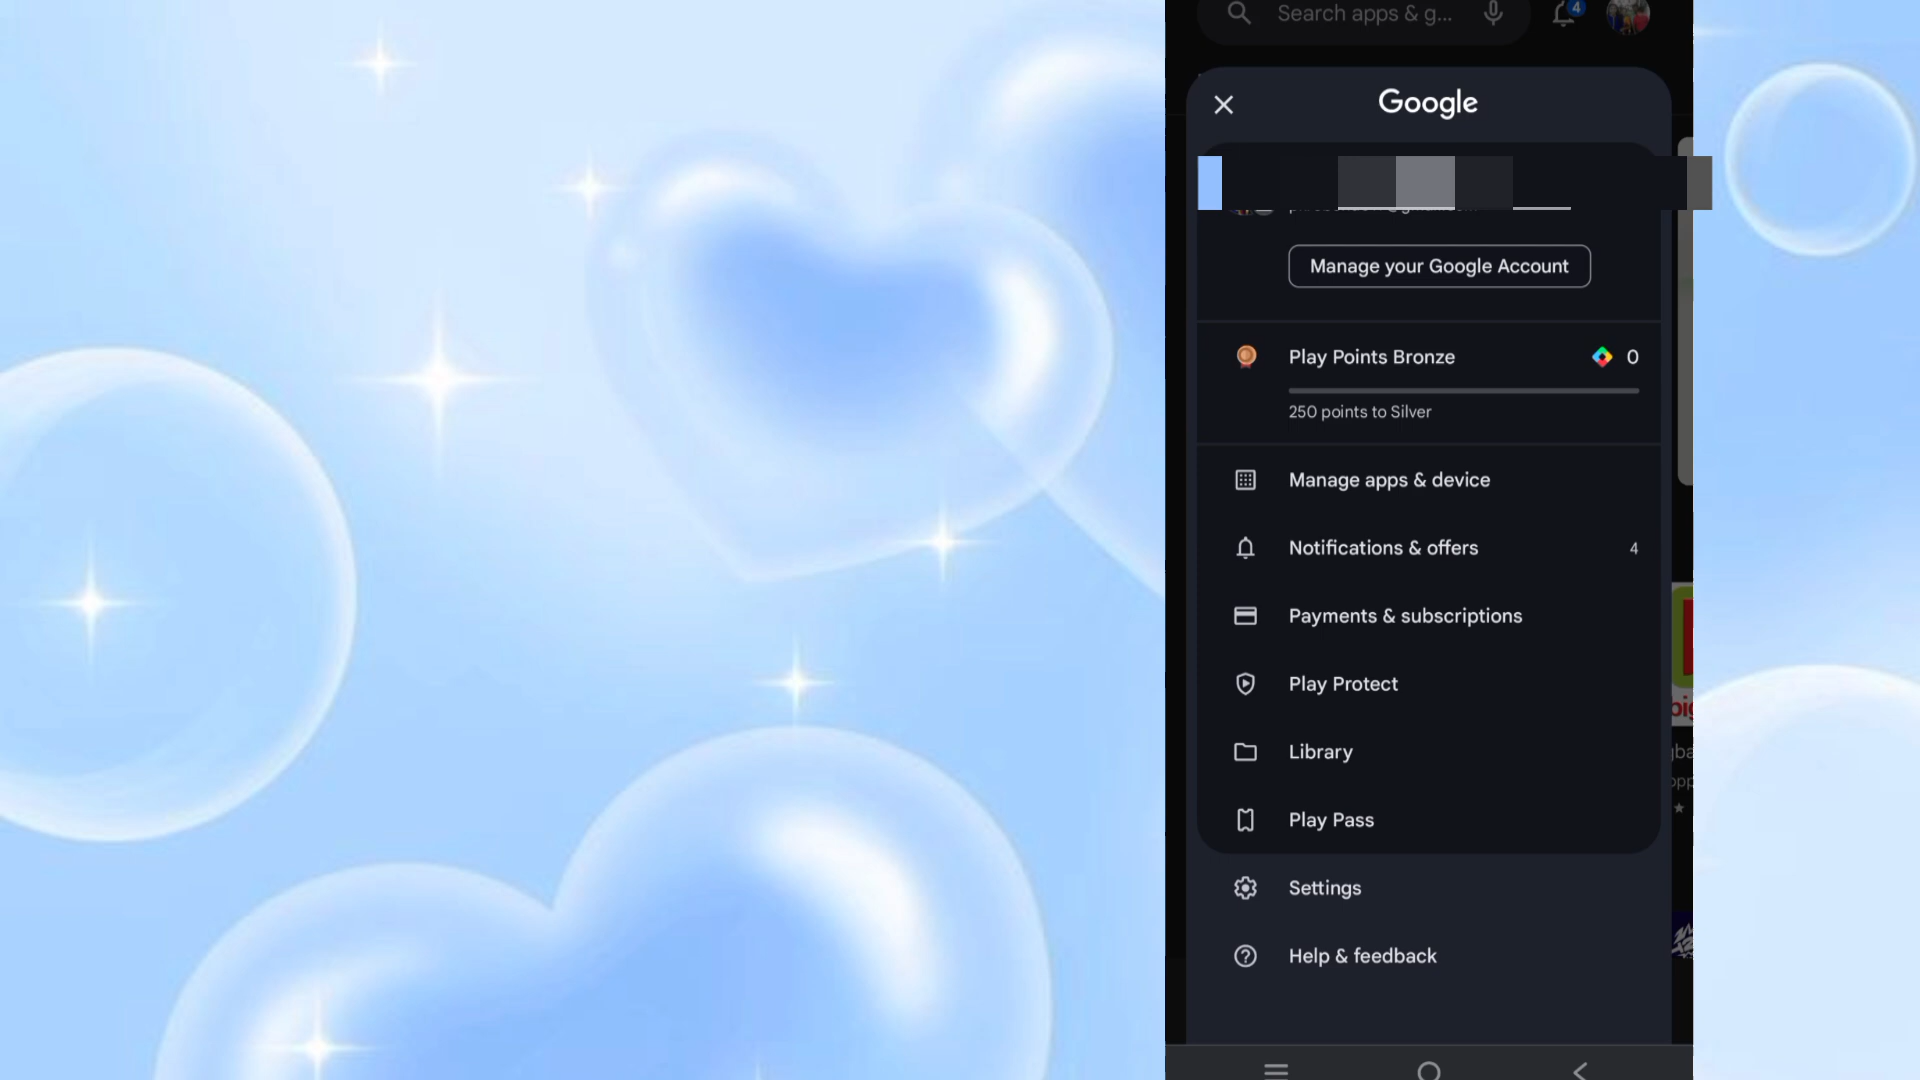 Search apps & g...
4
Google
Manage your Google Account
Play Points Bronze
0
250 points to Silver
Manage apps & device
Notifications & offers
4
Payments & subscriptions
Play Protect
Library
Play Pass
Settings
Help & feedback